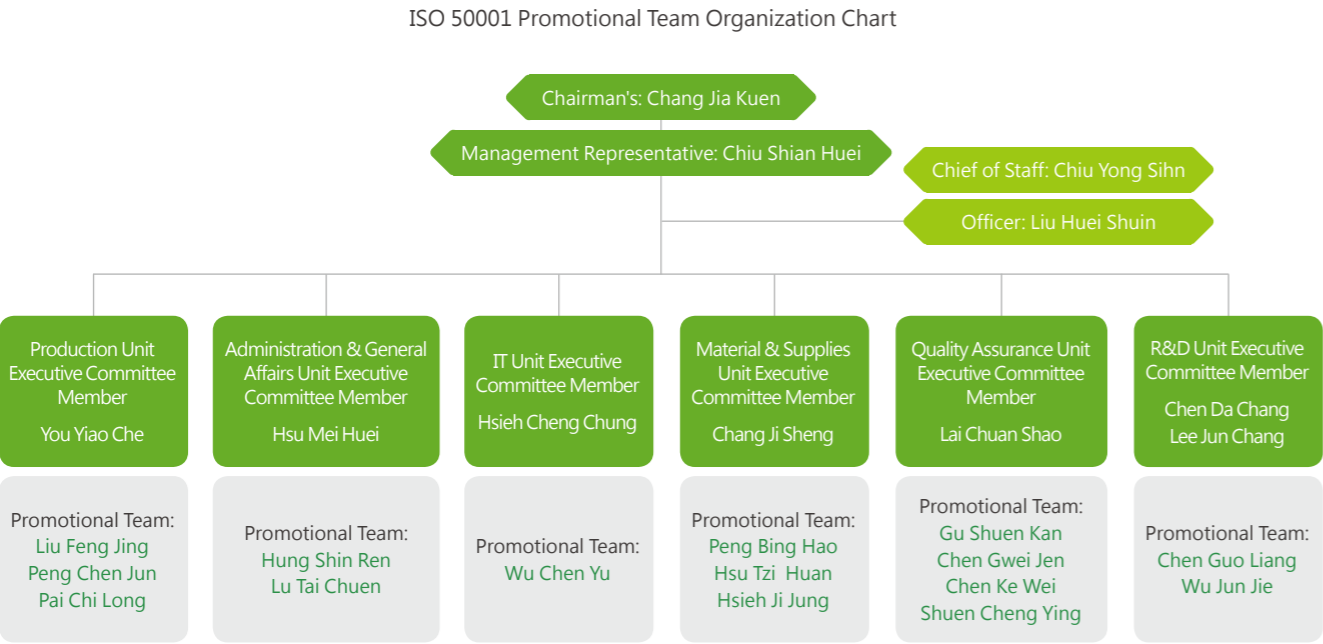 ISO 50001 Promotional Team Organization Chart
Chairman's: Chang Jia Kuen
Management Representative: Chiu Shian Huei
Chief of Staff: Chiu Yong Sihn
Officer: Liu Huei Shuin
Production Unit
Executive Committee
Member
You Yiao Che
Administration & General
Affairs Unit Executive
Committee Member
Hsu Mei Huei
IT Unit Executive
Committee Member
Hsieh Cheng Chung
Material & Supplies
Unit Executive
Committee Member
Chang Ji Sheng
Quality Assurance Unit
Executive Committee
Member
Lai Chuan Shao
R&D Unit Executive
Committee Member
Chen Da Chang
Lee Jun Chang
Promotional Team:
Liu Feng Jing
Peng Chen Jun
Pai Chi Long
Promotional Team:
Hung Shin Ren
Lu Tai Chuen
Promotional Team:
Wu Chen Yu
Promotional Team:
Peng Bing Hao
Hsu Tzi  Huan
Hsieh Ji Jung
Promotional Team:
Gu Shuen Kan
Chen Gwei Jen
Chen Ke Wei
Shuen Cheng Ying
Promotional Team:
Chen Guo Liang
Wu Jun Jie